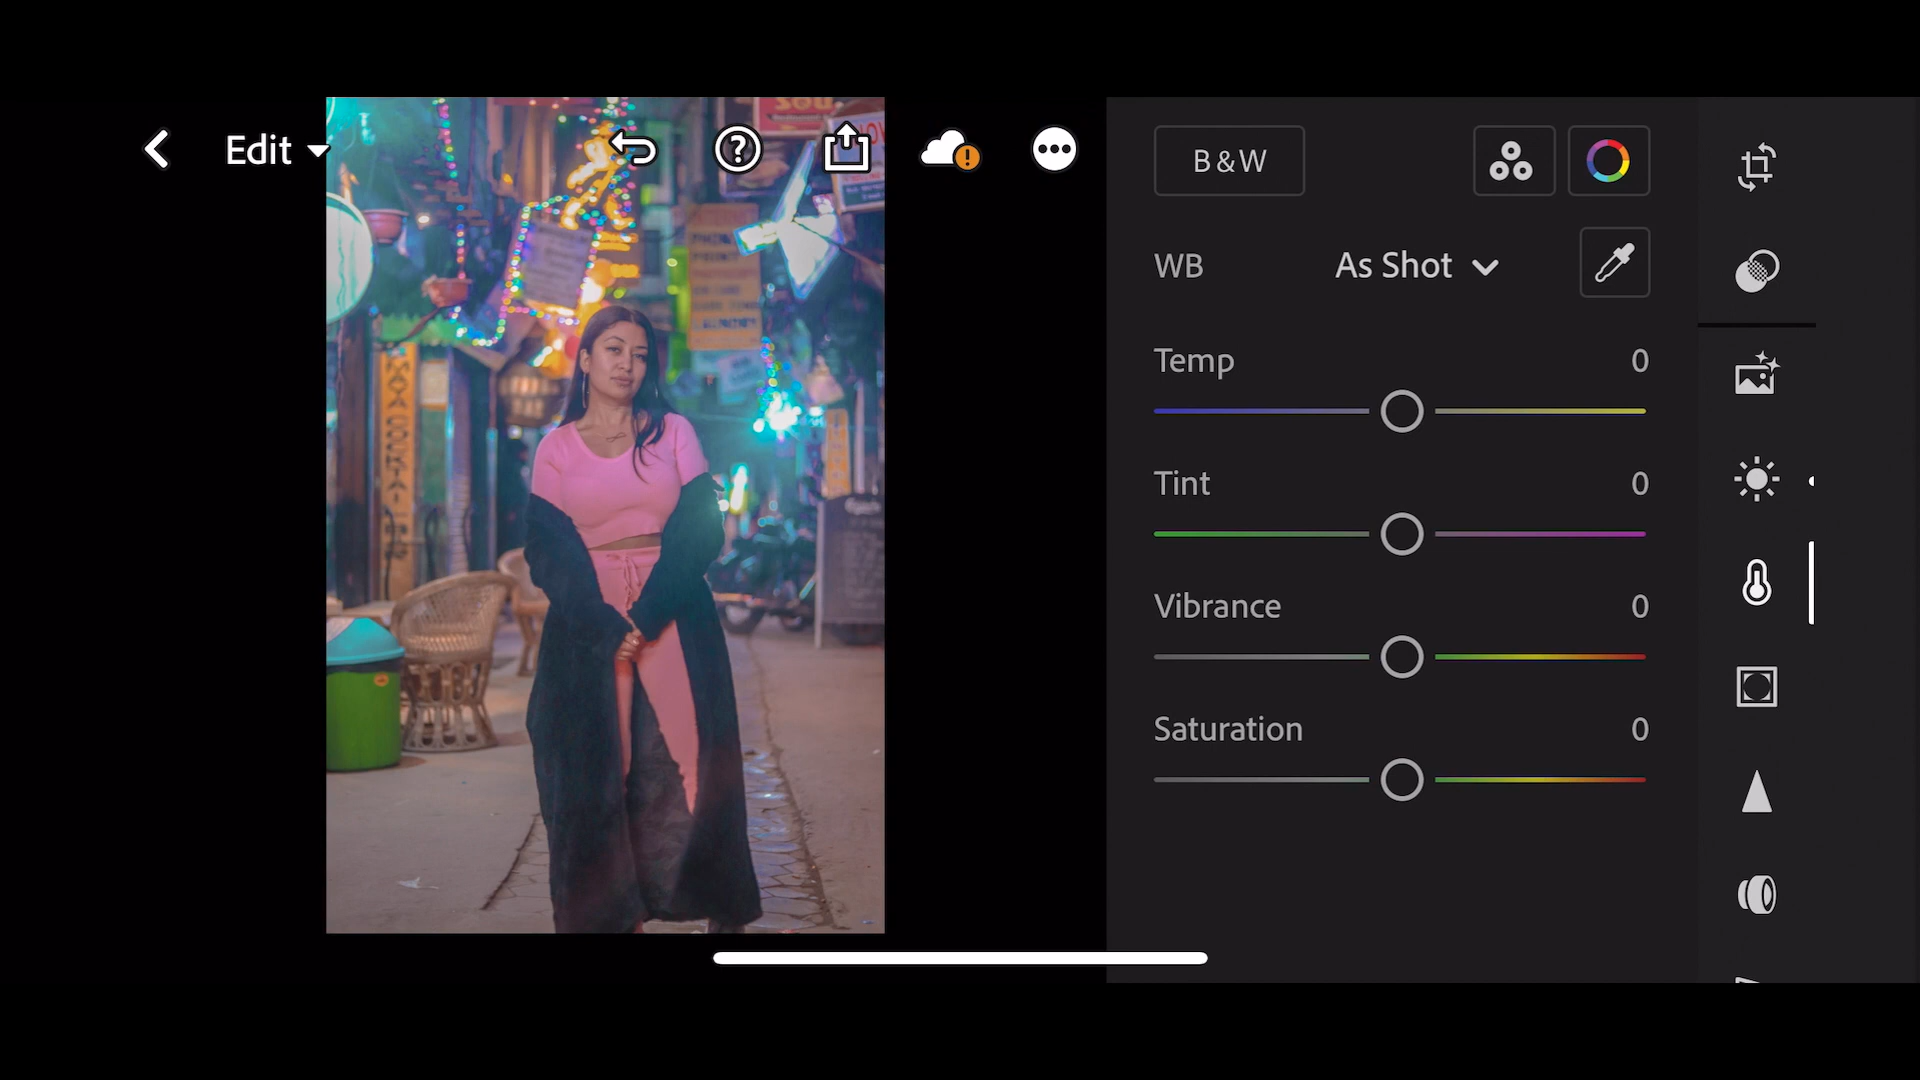 Edit
B&W
WB
As Shot
Temp
0
Tint
0
Vibrance
0
Saturation
0